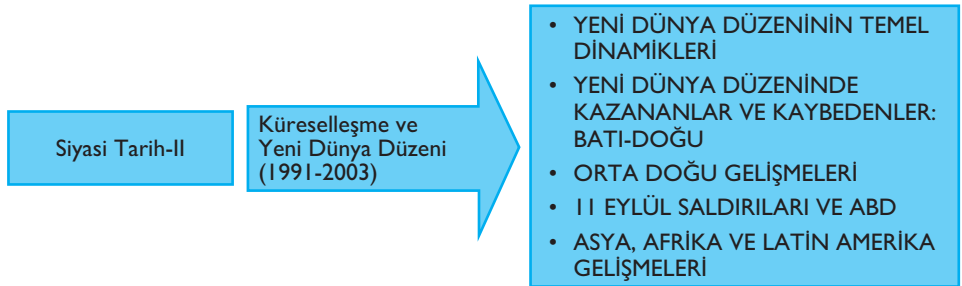 Siyasi Tarih-II
Küreselleşme ve
Yeni Dünya Düzeni
(1991-2003)
• YENİ DÜNYA DÜZENİNİN TEMEL
DİNAMİKLERİ
• YENİ DÜNYA DÜZENİNDE
KAZANANLAR VE KAYBEDENLER:
BATI-DOĞU
• ORTA DOĞU GELİŞMELERİ
• 11 EYLÜL SALDIRILARI VE ABD
• ASYA, AFRİKA VE LATİN AMERİKA
GELİŞMELERİ